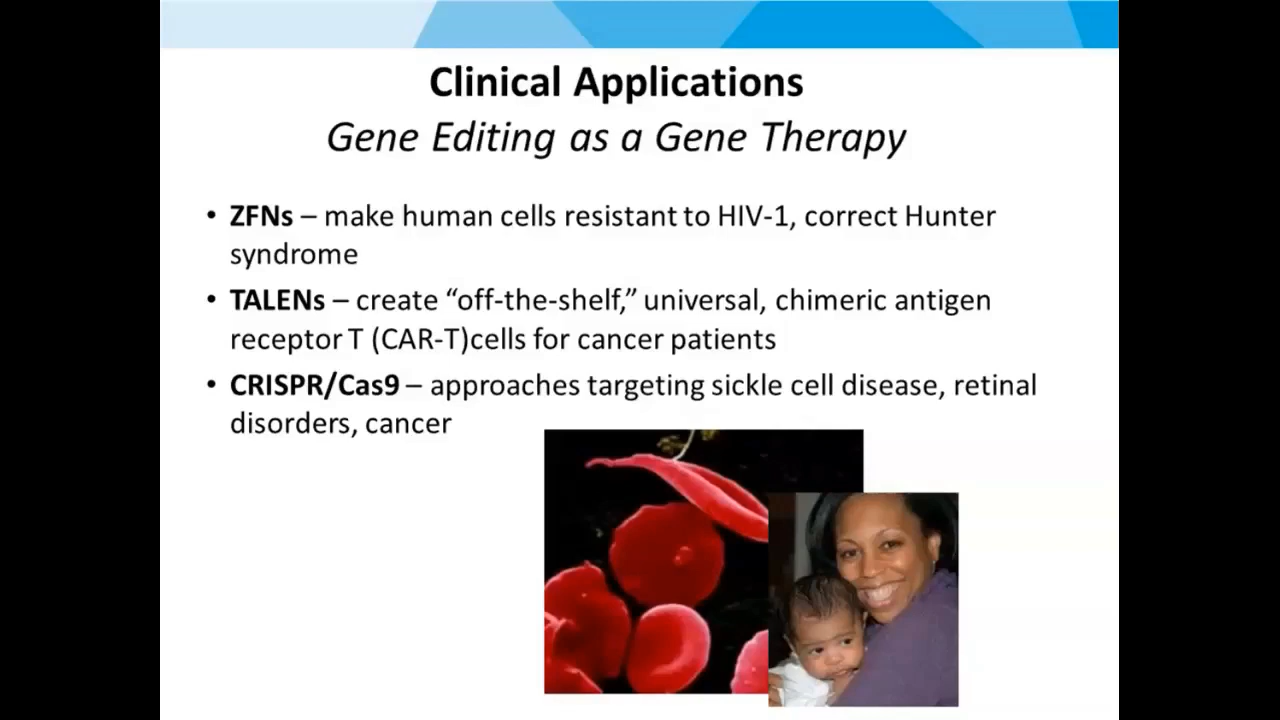 Clinical Applications
Gene Editing as a Gene Therapy
• ZFNs – make human cells resistant to HIV-1, correct Hunter
syndrome
• TALENs – create “off-the-shelf,” universal, chimeric antigen
receptor T (CAR-T)cells for cancer patients
• CRISPR/Cas9 – approaches targeting sickle cell disease, retinal
disorders, cancer